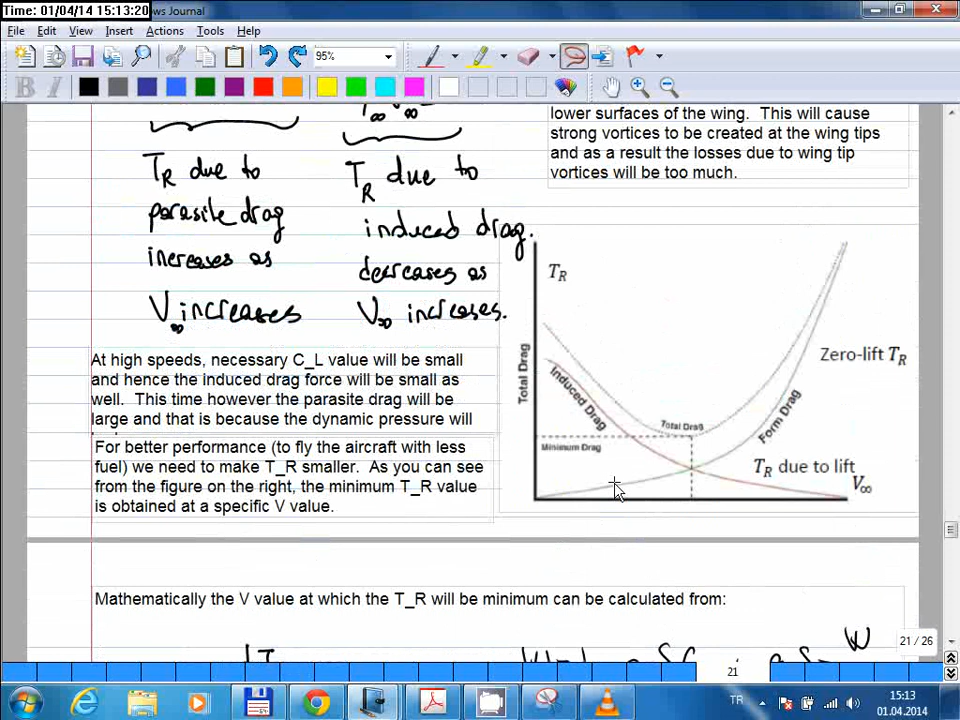 Time: 01/04/14 15:13:20
ws Journal
File Edit View Insert Actions Tools Help
95%
B I
∞ ∞
T_R due to
parasite drag
increases as
V∞ increases
T_R due to
induced drag.
decreases as
V∞ increases.
lower surfaces of the wing. This will cause
strong vortices to be created at the wing tips
and as a result the losses due to wing tip
vortices will be too much.
T_R
Total Drag
Induced Drag
Total Drag
Form Drag
Minimum Drag
Zero-lift T_R
T_R due to lift
V∞
At high speeds, necessary C_L value will be small
and hence the induced drag force will be small as
well. This time however the parasite drag will be
large and that is because the dynamic pressure will
For better performance (to fly the aircraft with less
fuel) we need to make T_R smaller. As you can see
from the figure on the right, the minimum T_R value
is obtained at a specific V value.
Mathematically the V value at which the T_R will be minimum can be calculated from:
W
21 / 26
21
TR
15:13
01.04.2014